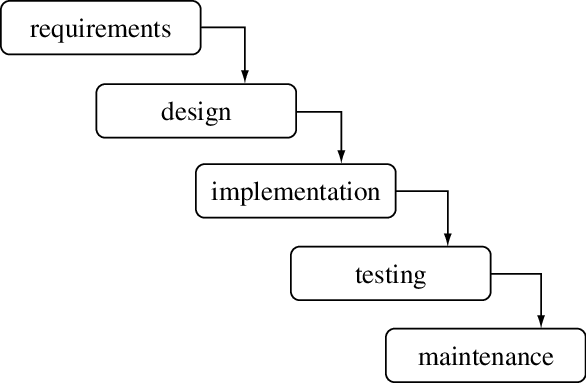 requirements
design
implementation
testing
maintenance